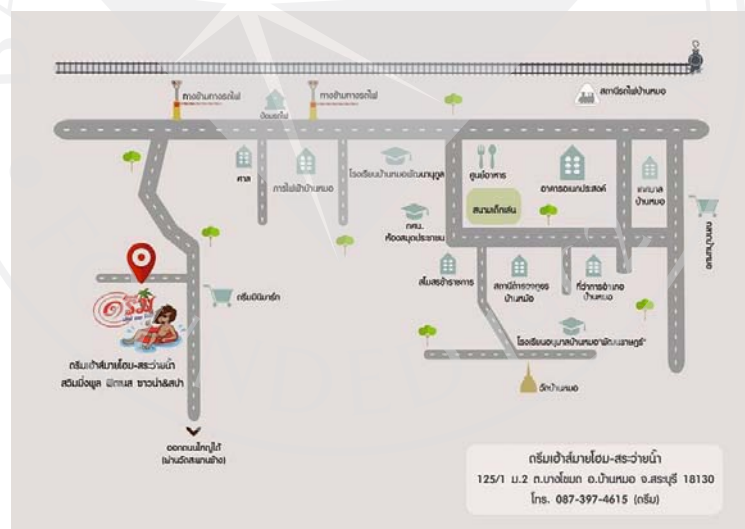 ทางข้ามทางรถไฟ
ป้อมรถไฟ
ทางข้ามทางรถไฟ
สถานีรถไฟบ้านหมอ
ศาล
การไฟฟ้าบ้านหมอ
โรงเรียนบ้านหมอพัฒนานุกูล
ศูนย์อาหาร
อาคารอเนกประสงค์
เทศบาล
บ้านหมอ
สนามเด็กเล่น
กศน.
ห้องสมุดประชาชน
ตลาดบ้านหมอ
สโมสรข้าราชการ
สถานีตำรวจภูธร
บ้านหม้อ
ที่ว่าการอำเภอ
บ้านหมอ
ดรีมมินิมาร์ท
โรงเรียนอนุบาลบ้านหมอ"พัฒนราษฎร์"
วัดบ้านหมอ
ดรีม
ดรีมเฮ้าส์มายโฮม-สระว่ายน้ำ
สวิมมิ่งพูล ฟิตเนส ซาวน่า&สปา
ออกถนนใหญ่ได้
(ผ่านวัดสะพานช้าง)
ดรีมเฮ้าส์มายโฮม-สระว่ายน้ำ
125/1 ม.2 ต.บางโขมด อ.บ้านหมอ จ.สระบุรี 18130
โทร. 087-397-4615 (ดรีม)